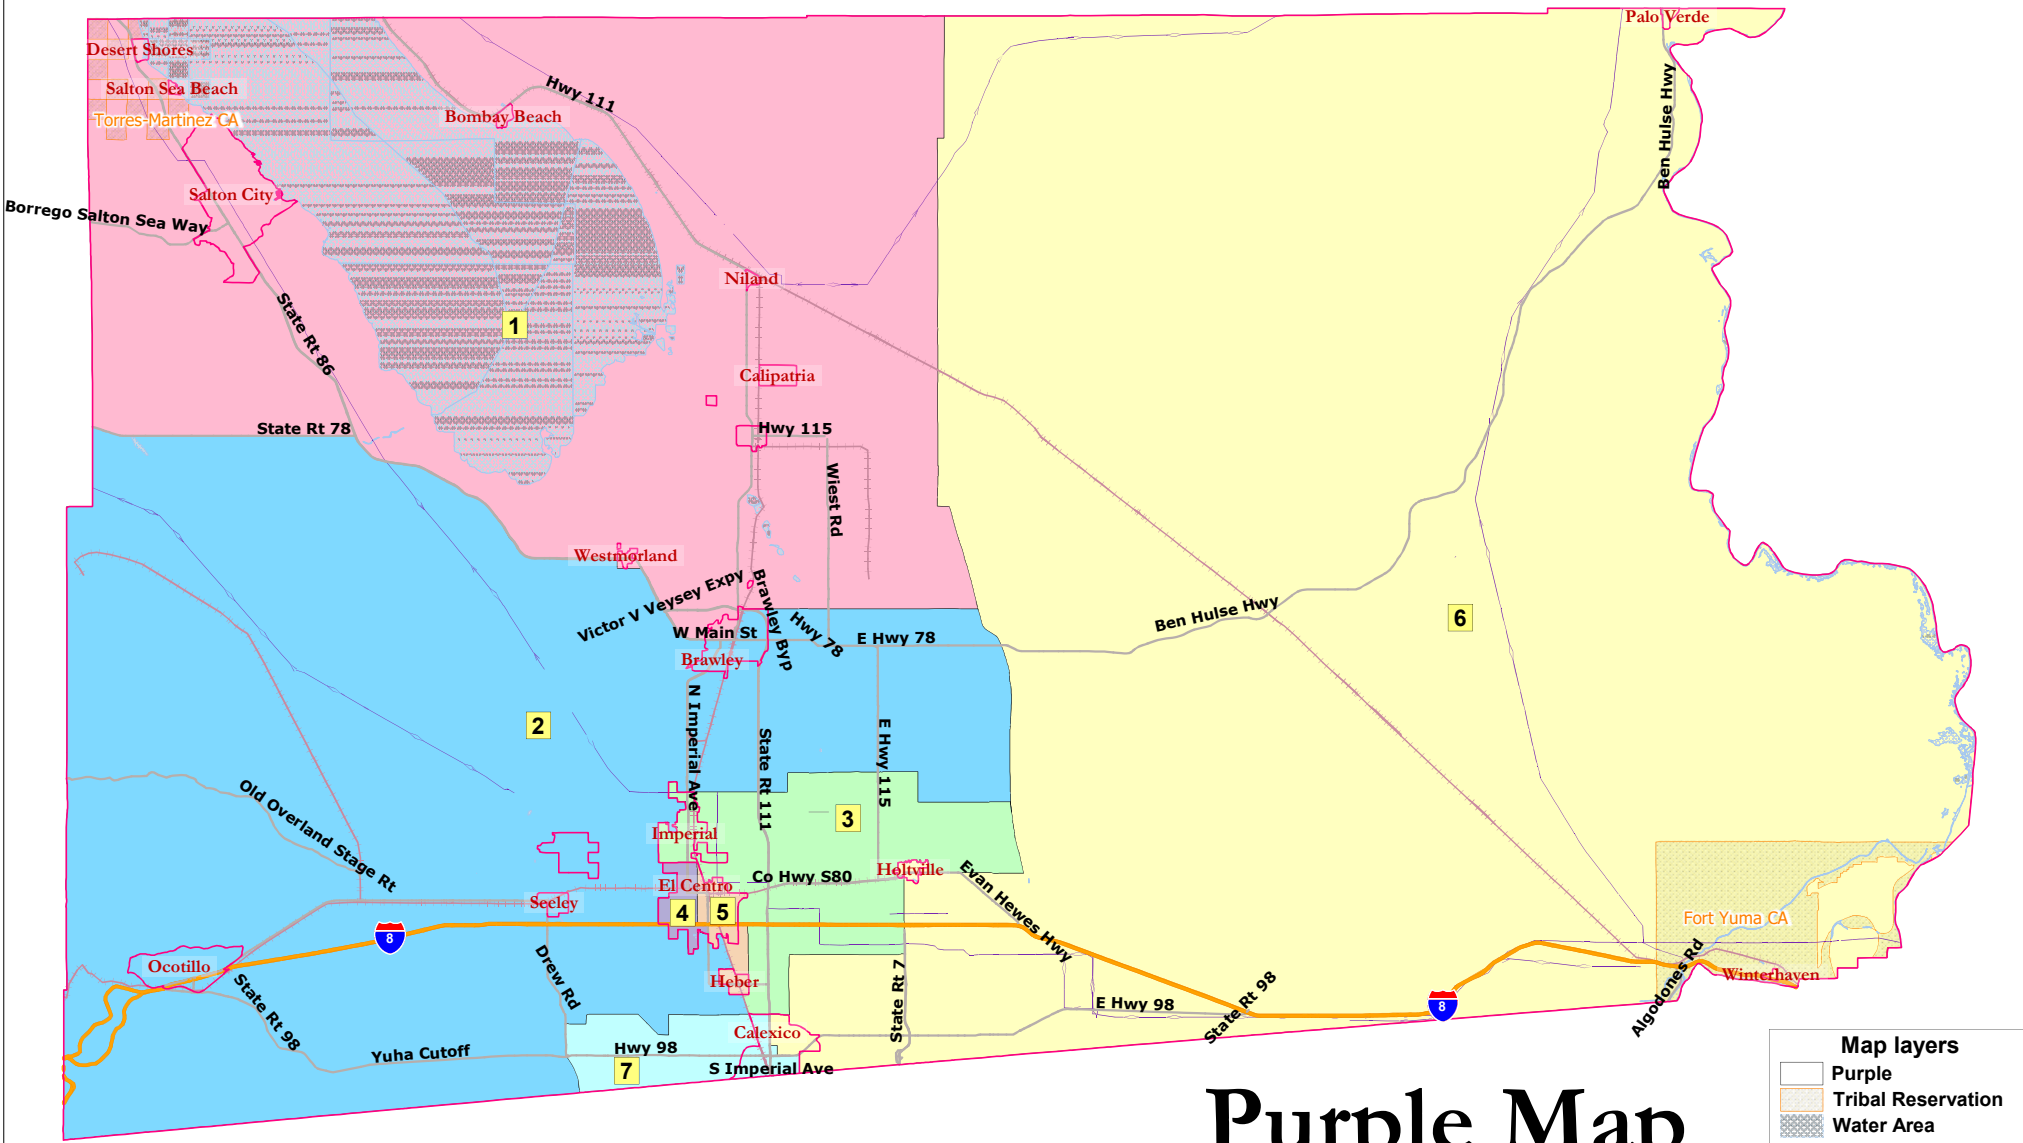 Palo Verde
Desert Shores
Salton Sea Beach
Hwy 111
Bombay Beach
Torres-Martinez CA
Ben Hulse Hwy
Salton City
Borrego Salton Sea Way
Niland
State Rt 86
1
Calipatria
State Rt 78
Hwy 115
Wiest Rd
Westmorland
Victor V Veysey Expy
Brawley Byp
Ben Hulse Hwy
6
W Main St
Hwy 78
E Hwy 78
Brawley
N Imperial Ave
2
State Rt 111
E Hwy 115
Old Overland Stage Rt
3
Imperial
El Centro
Co Hwy S80
Holtville
Evan Hewes Hwy
Seeley
4
5
Fort Yuma CA
8
Ocotillo
Drew Rd
Heber
State Rt 7
State Rt 98
E Hwy 98
State Rt 98
8
Algodones Rd
Winterhaven
Calexico
Yuha Cutoff
Hwy 98
7
S Imperial Ave
Map layers
Purple
Tribal Reservation
Water Area
Purple Map